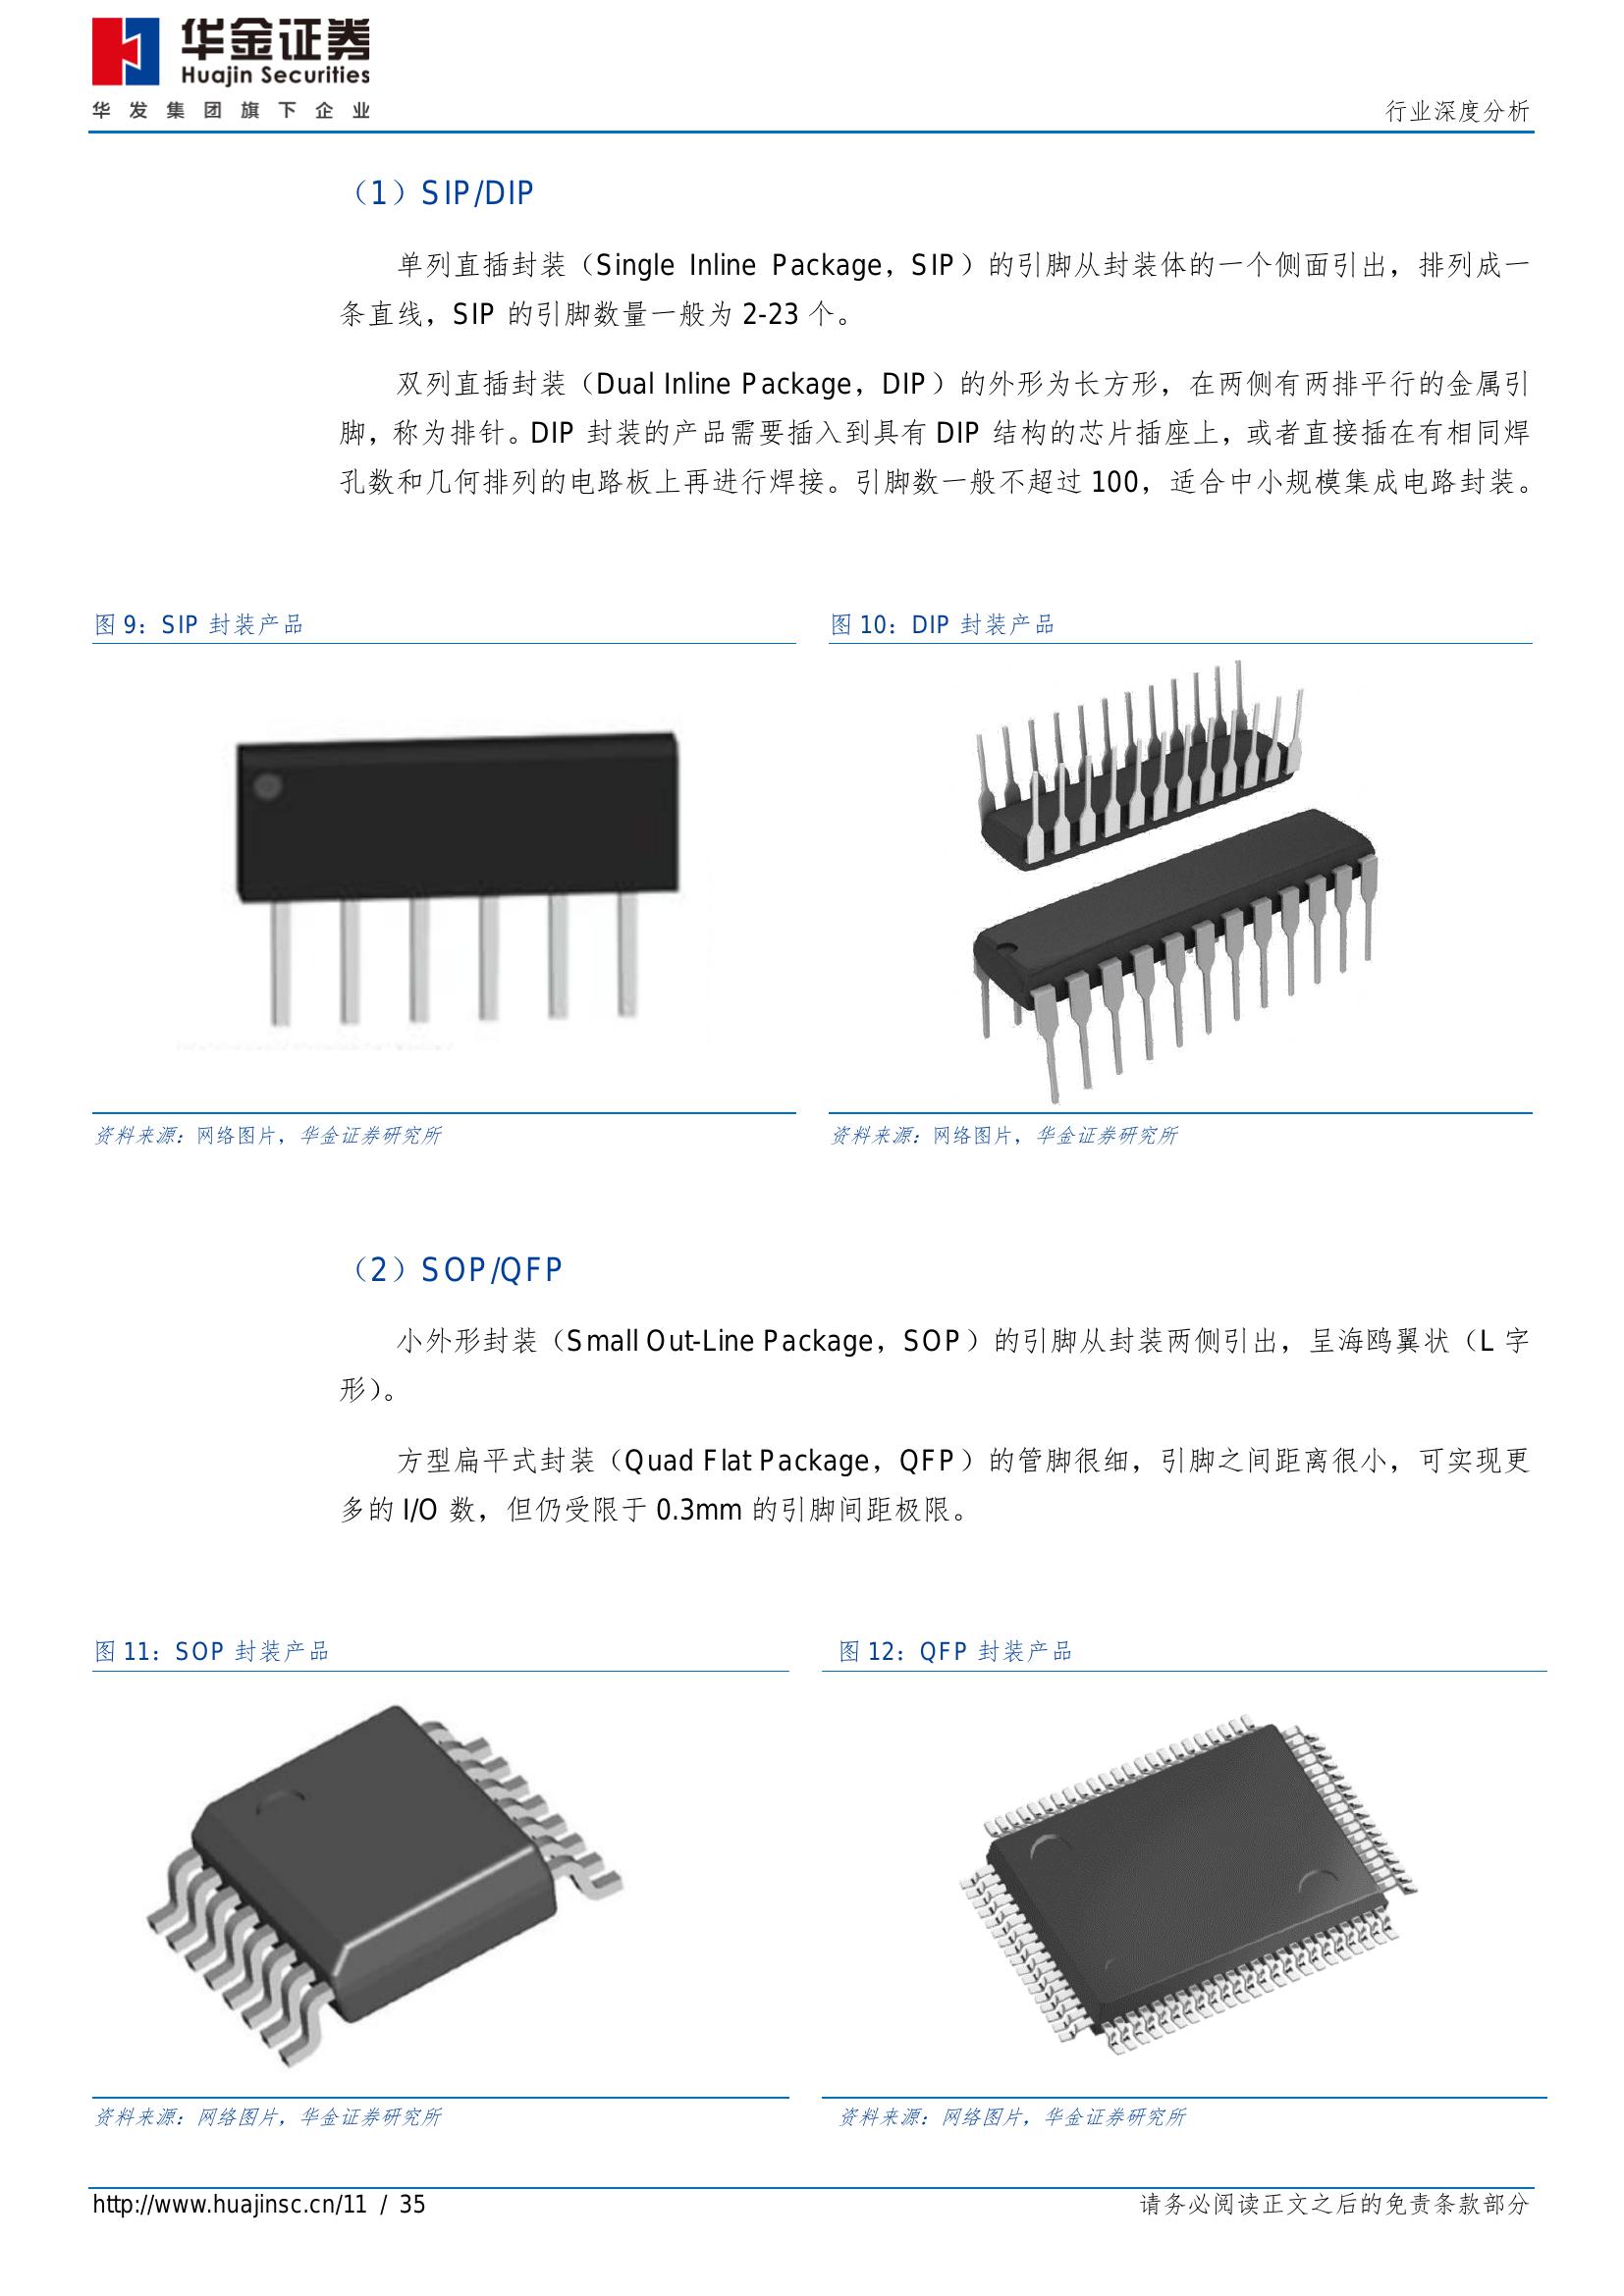 华金证券
Huajin Securities
华发集团旗下企业
行业深度分析
（1）SIP/DIP
单列直插封装（Single Inline Package，SIP）的引脚从封装体的一个侧面引出，排列成一
条直线，SIP 的引脚数量一般为 2-23 个。
双列直插封装（Dual Inline Package，DIP）的外形为长方形，在两侧有两排平行的金属引
脚，称为排针。DIP 封装的产品需要插入到具有 DIP 结构的芯片插座上，或者直接插在有相同焊
孔数和几何排列的电路板上再进行焊接。引脚数一般不超过 100，适合中小规模集成电路封装。
图 9：SIP 封装产品
图 10：DIP 封装产品
资料来源：网络图片，华金证券研究所
资料来源：网络图片，华金证券研究所
（2）SOP/QFP
小外形封装（Small Out-Line Package，SOP）的引脚从封装两侧引出，呈海鸥翼状（L 字
形）。
方型扁平式封装（Quad Flat Package，QFP）的管脚很细，引脚之间距离很小，可实现更
多的 I/O 数，但仍受限于 0.3mm 的引脚间距极限。
图 11：SOP 封装产品
图 12：QFP 封装产品
资料来源：网络图片，华金证券研究所
资料来源：网络图片，华金证券研究所
http://www.huajinsc.cn/11 / 35
请务必阅读正文之后的免责条款部分